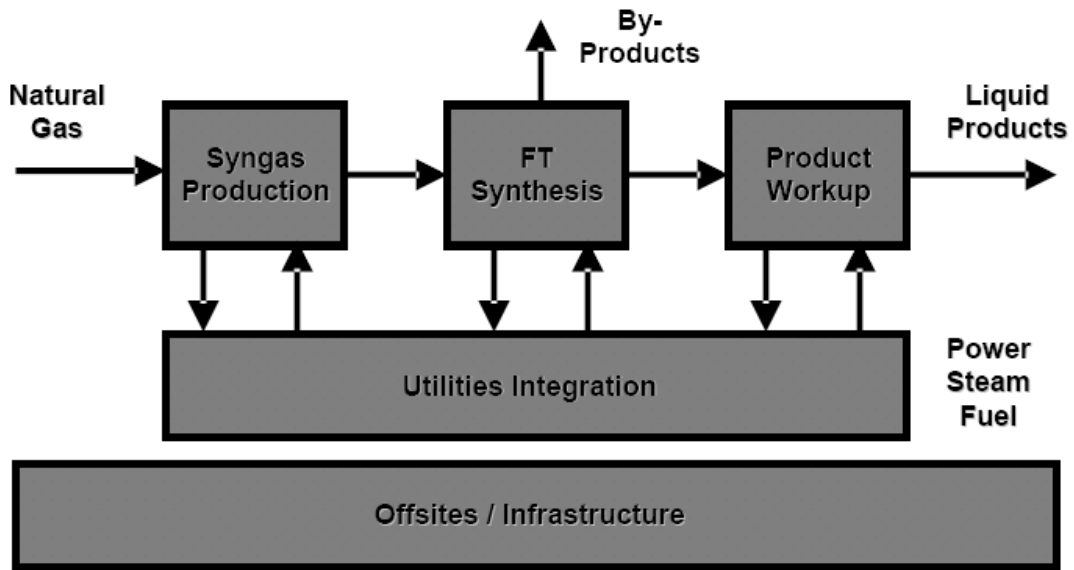 By-
Products
Natural
Gas
Liquid
Products
Syngas
Production
FT
Synthesis
Product
Workup
Utilities Integration
Power
Steam
Fuel
Offsites / Infrastructure